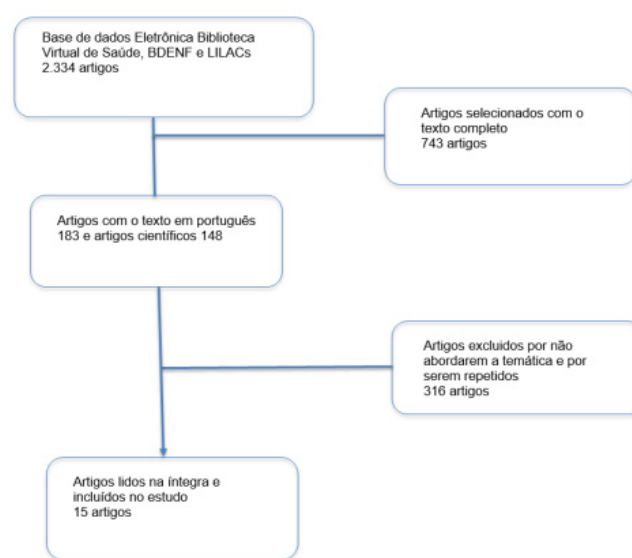 Base de dados Eletrônica Biblioteca
Virtual de Saúde, BDENF e LILACs
2.334 artigos
Artigos selecionados com o
texto completo
743 artigos
Artigos com o texto em português
183 e artigos científicos 148
Artigos excluidos por não
abordarem a temática e por
serem repetidos
316 artigos
Artigos lidos na íntegra e
incluídos no estudo
15 artigos